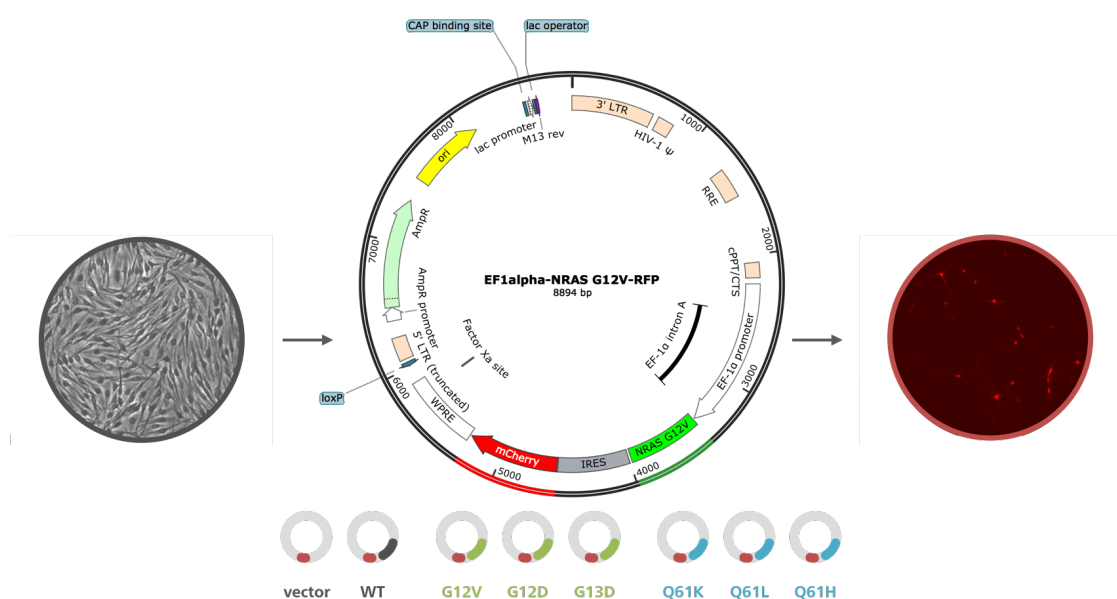 CAP binding site
lac operator
3' LTR
HIV-1 Ψ
1000
RRE
2000
cPPT/CTS
EF-1α promoter
EF-1α intron A
3000
NRAS G12V
4000
IRES
mCherry
5000
WPRE
Factor Xa site
loxP
6000
5' LTR (truncated)
AmpR promoter
AmpR
7000
ori
8000
lac promoter
M13 rev
EF1alpha-NRAS G12V-RFP
8894 bp
vector WT G12V G12D G13D Q61K Q61L Q61H